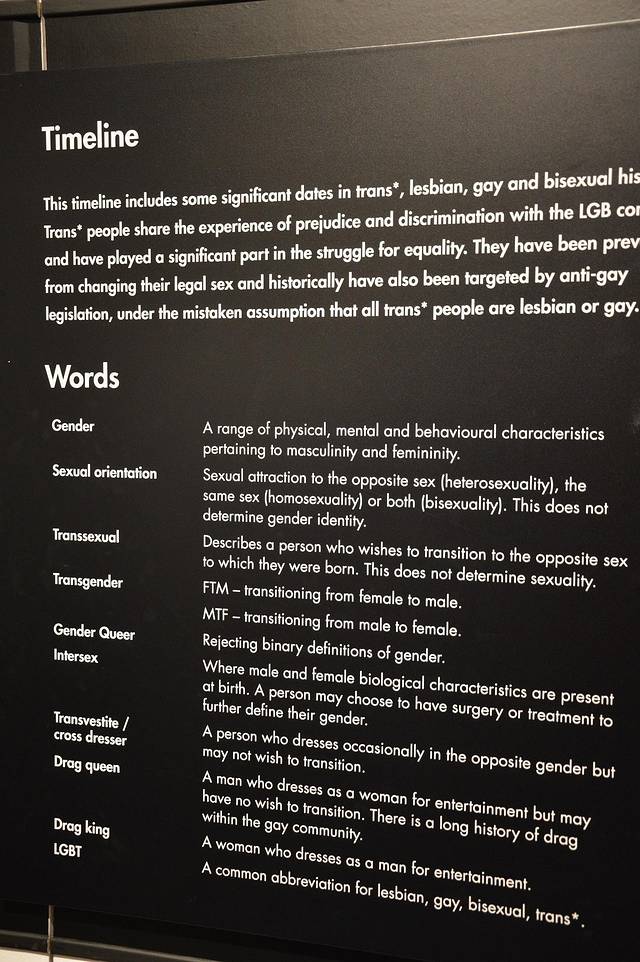 Timeline
This timeline includes some significant dates in trans*, lesbian, gay and bisexual his
Trans* people share the experience of prejudice and discrimination with the LGB co
and have played a significant part in the struggle for equality. They have been prev
from changing their legal sex and historically have also been targeted by anti-gay
legislation, under the mistaken assumption that all trans* people are lesbian or gay.
Words
Gender
A range of physical, mental and behavioural characteristics
pertaining to masculinity and femininity.
Sexual orientation
Sexual attraction to the opposite sex (heterosexuality), the
same sex (homosexuality) or both (bisexuality). This does not
determine gender identity.
Transsexual
Describes a person who wishes to transition to the opposite sex
to which they were born. This does not determine sexuality.
Transgender
FTM – transitioning from female to male.
MTF – transitioning from male to female.
Gender Queer
Rejecting binary definitions of gender.
Intersex
Where male and female biological characteristics are present
at birth. A person may choose to have surgery or treatment to
further define their gender.
Transvestite /
cross dresser
A person who dresses occasionally in the opposite gender but
may not wish to transition.
Drag queen
A man who dresses as a woman for entertainment but may
have no wish to transition. There is a long history of drag
within the gay community.
Drag king
A woman who dresses as a man for entertainment.
LGBT
A common abbreviation for lesbian, gay, bisexual, trans*.